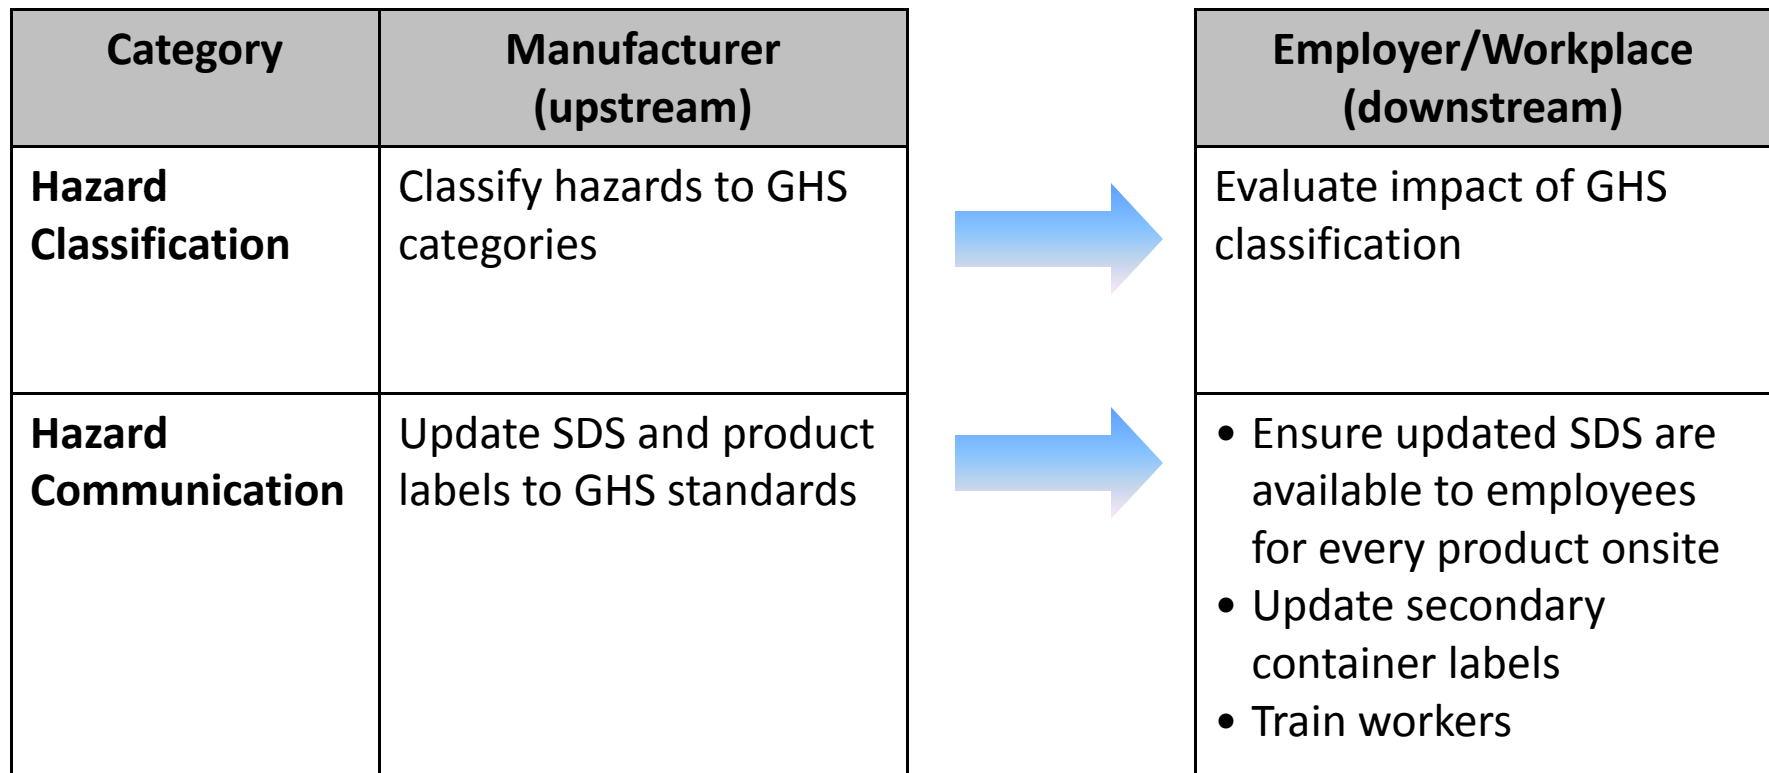 Category
Manufacturer
(upstream)
Employer/Workplace
(downstream)
Hazard
Classification
Classify hazards to GHS
categories
Evaluate impact of GHS
classification
Hazard
Communication
Update SDS and product
labels to GHS standards
• Ensure updated SDS are
available to employees
for every product onsite
• Update secondary
container labels
• Train workers